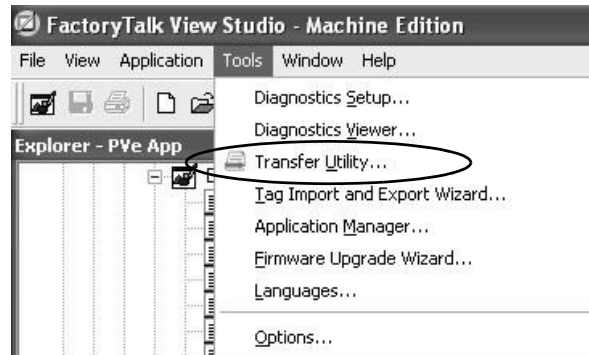 FactoryTalk View Studio - Machine Edition
File View Application Tools Window Help
Explorer - PVe App
Diagnostics Setup...
Diagnostics Viewer...
Transfer Utility...
Tag Import and Export Wizard...
Application Manager...
Firmware Upgrade Wizard...
Languages...
Options...